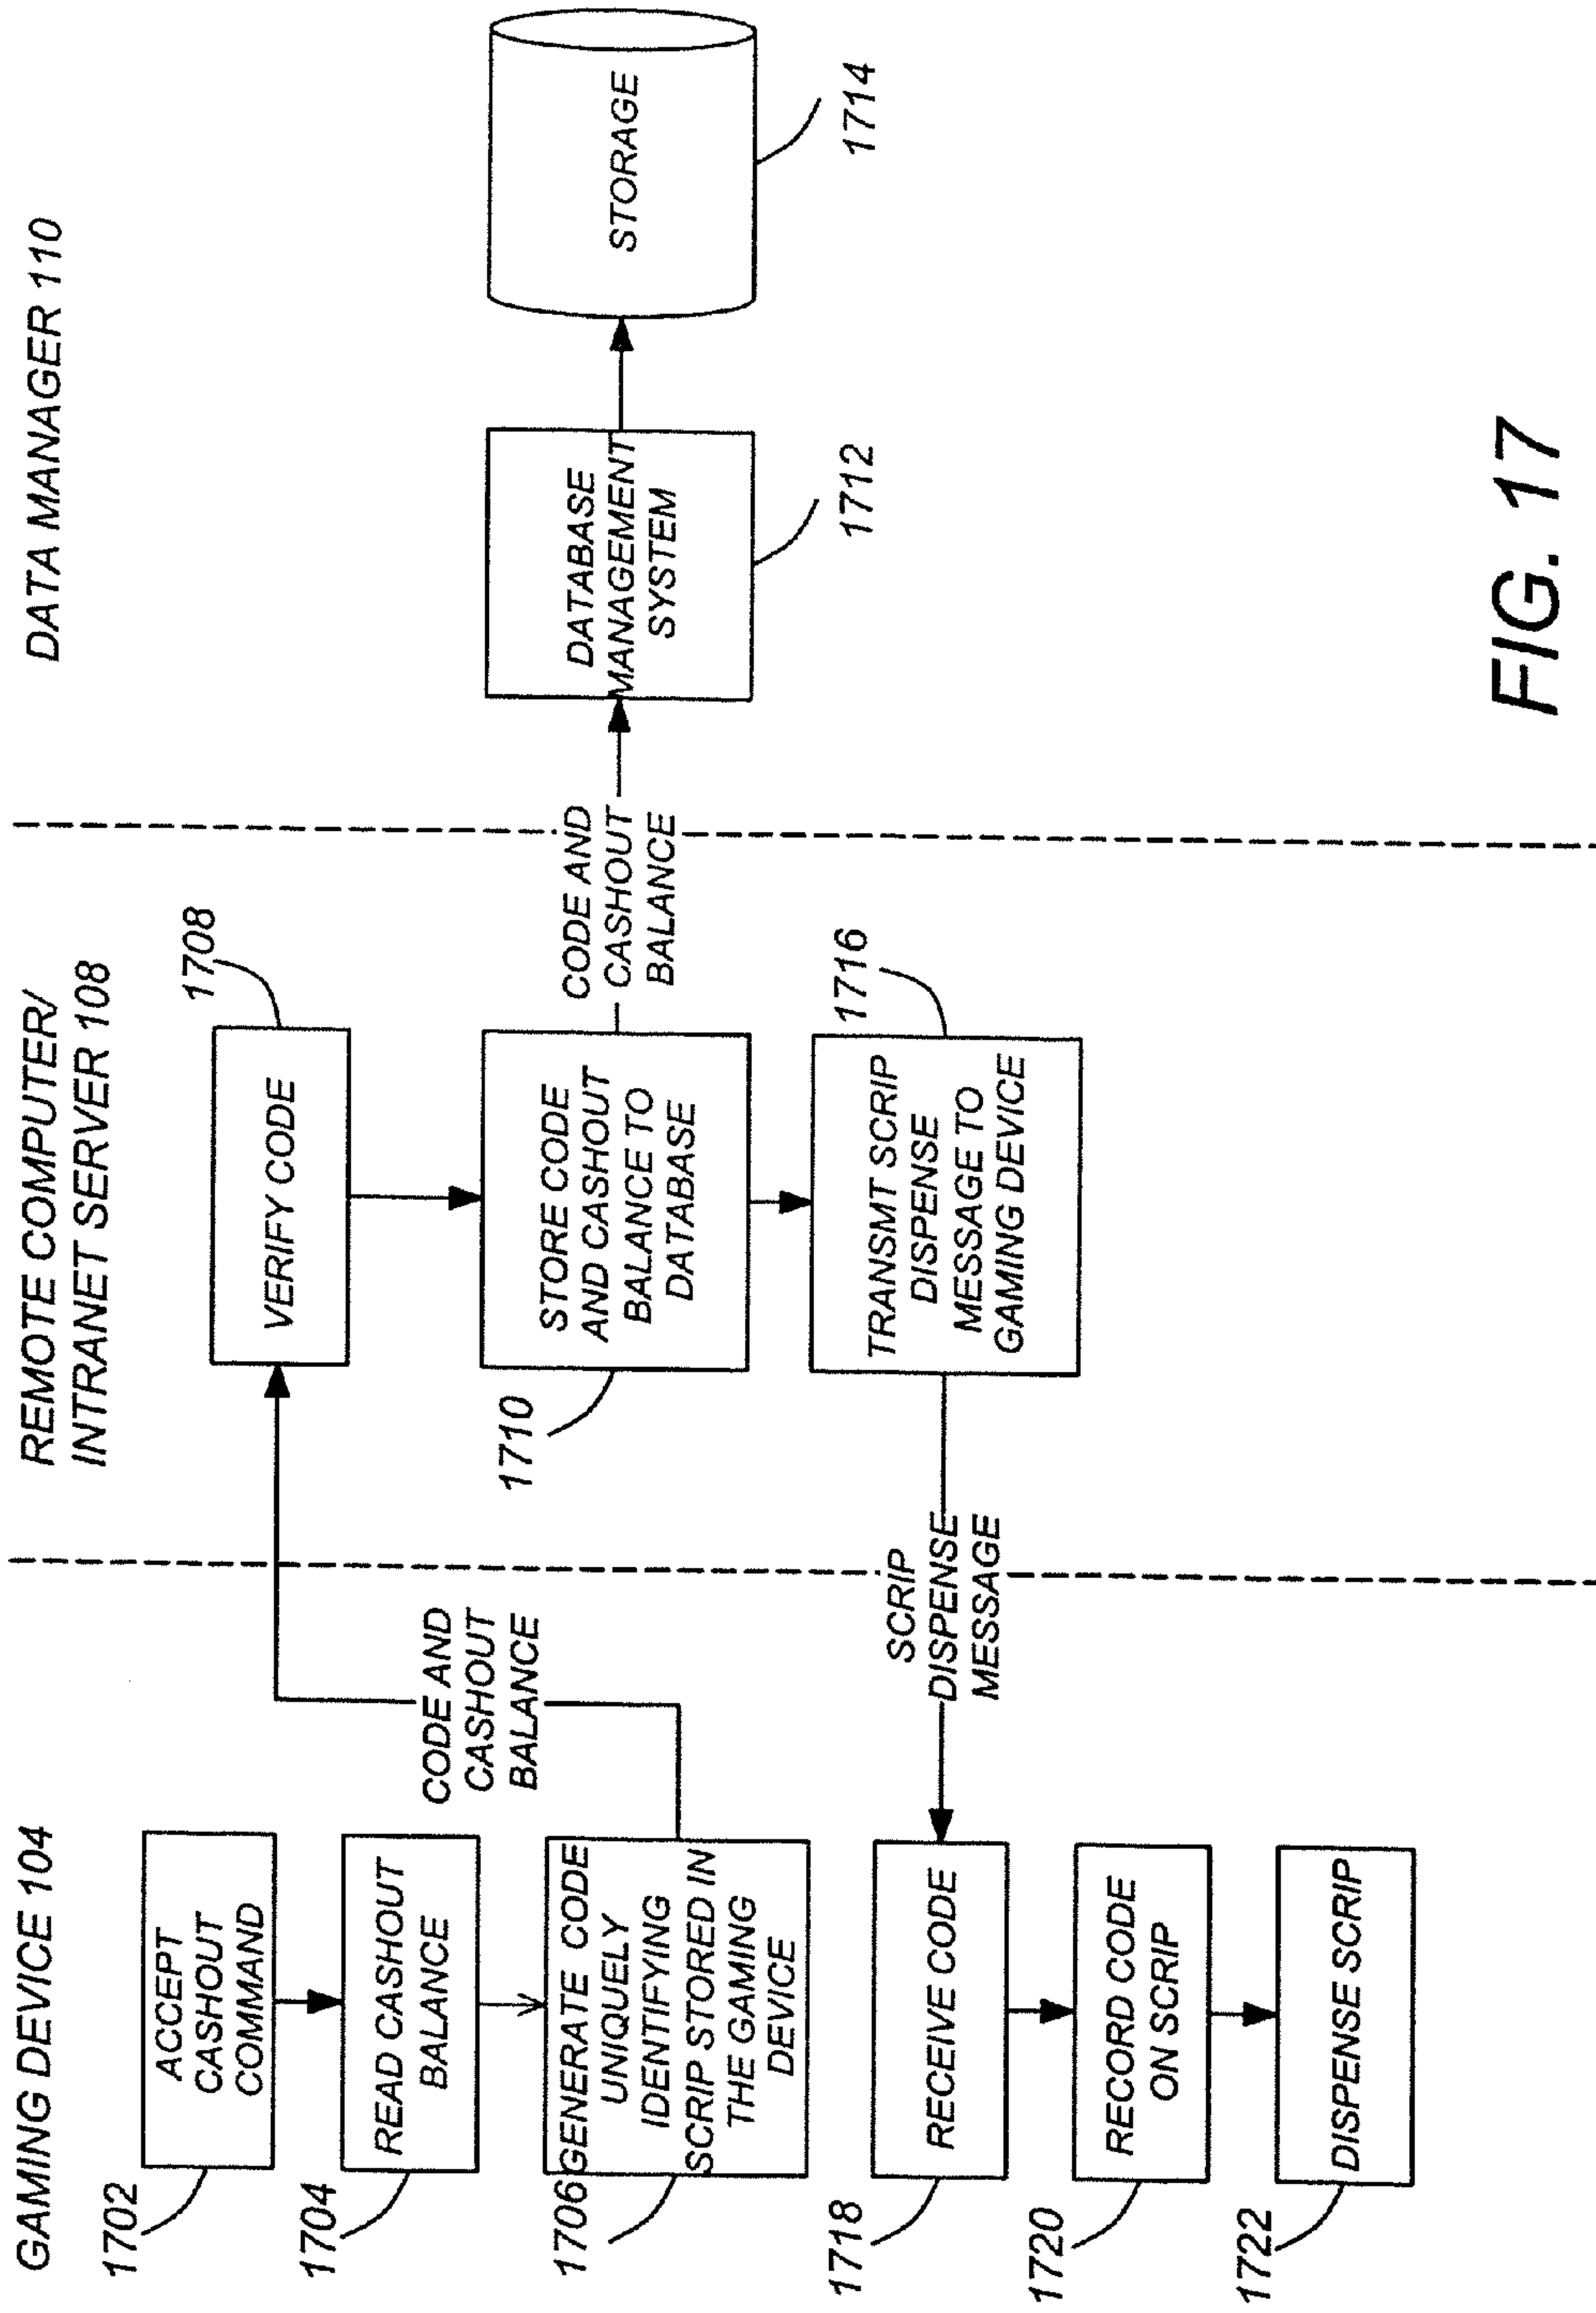 GAMING DEVICE 104
1702
ACCEPT
CASHOUT
COMMAND
1704
READ CASHOUT
BALANCE
1706
GENERATE CODE
UNIQUELY
IDENTIFYING
SCRIP STORED IN
THE GAMING
DEVICE
CODE AND
CASHOUT
BALANCE
1718
RECEIVE CODE
1720
RECORD CODE
ON SCRIP
1722
DISPENSE SCRIP
REMOTE COMPUTER/
INTRANET SERVER 108
1708
VERIFY CODE
1710
STORE CODE
AND CASHOUT
BALANCE TO
DATABASE
CODE AND
CASHOUT
BALANCE
1716
TRANSMT SCRIP
DISPENSE
MESSAGE TO
GAMING DEVICE
SCRIP
DISPENSE
MESSAGE
DATA MANAGER 110
DATABASE
MANAGEMENT
SYSTEM
1712
STORAGE
1714
FIG. 17